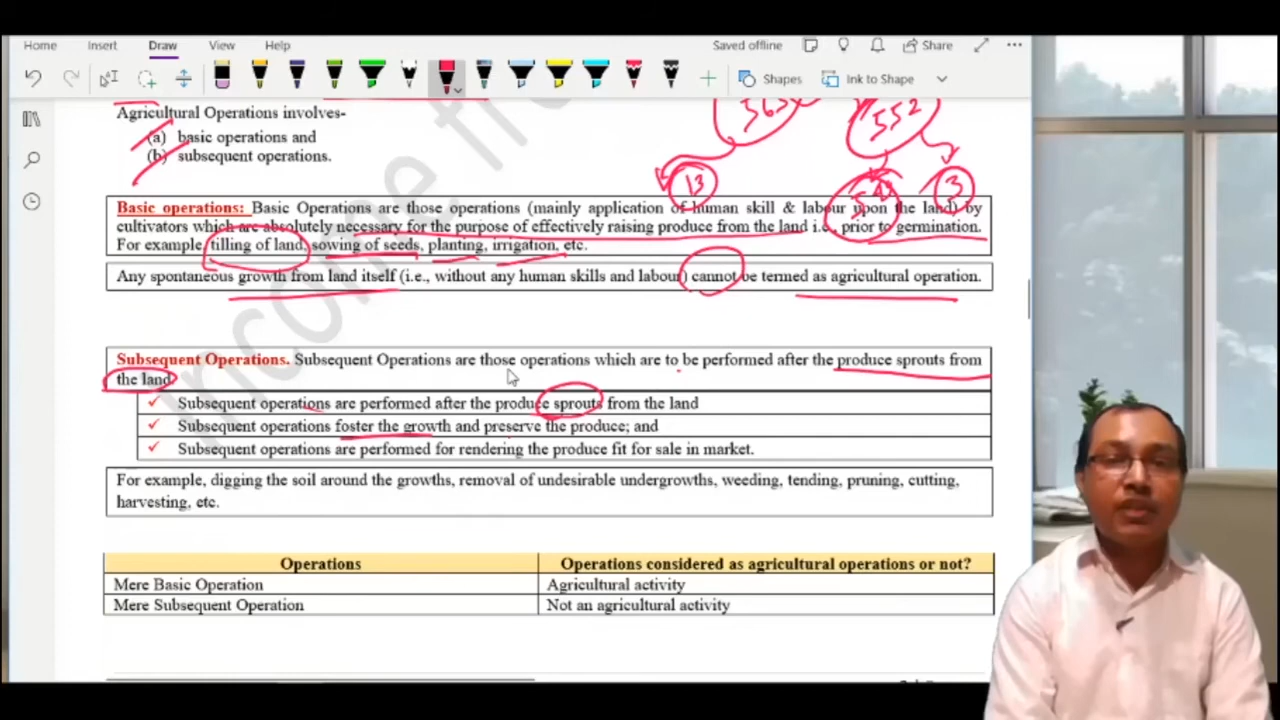 Home Insert Draw View Help Saved offline Share
Shapes Ink to Shape
Agricultural Operations involves-
(a) basic operations and
(b) subsequent operations.
552
13 3
Basic operations: Basic Operations are those operations (mainly application of human skill & labour upon the land) by
cultivators which are absolutely necessary for the purpose of effectively raising produce from the land i.e., prior to germination.
For example, tilling of land, sowing of seeds, planting, irrigation, etc.
Any spontaneous growth from land itself (i.e., without any human skills and labour) cannot be termed as agricultural operation.
Subsequent Operations. Subsequent Operations are those operations which are to be performed after the produce sprouts from
the land
✓ Subsequent operations are performed after the produce sprouts from the land
✓ Subsequent operations foster the growth and preserve the produce; and
✓ Subsequent operations are performed for rendering the produce fit for sale in market.
For example, digging the soil around the growths, removal of undesirable undergrowths, weeding, tending, pruning, cutting,
harvesting, etc.
Operations Operations considered as agricultural operations or not?
Mere Basic Operation Agricultural activity
Mere Subsequent Operation Not an agricultural activity
Income